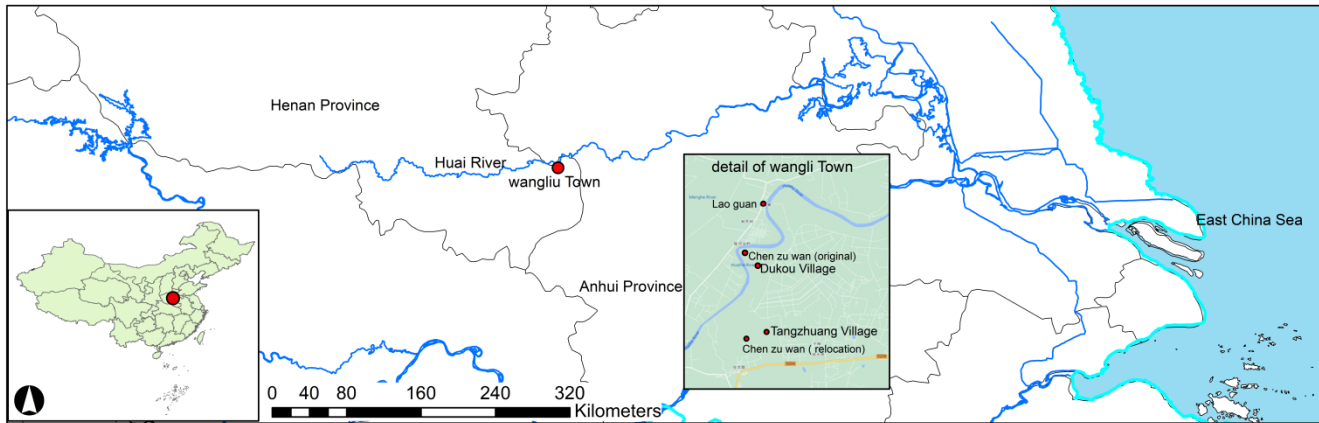 Henan Province
Huai River
wangliu Town
detail of wangli Town
Lao guan
Chen zu wan (original)
Dukou Village
East China Sea
Anhui Province
Tangzhuang Village
Chen zu wan ( relocation)
0 40 80 160 240 320
Kilometers